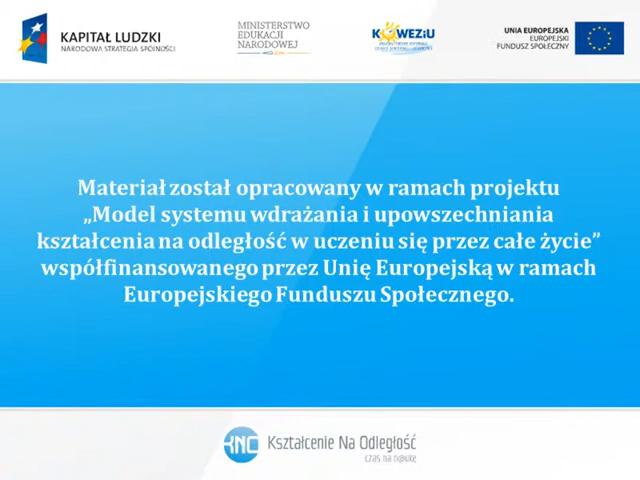 KAPITAŁ LUDZKI
NARODOWA STRATEGIA SPÓJNOŚCI
MINISTERSTWO
EDUKACJI
NARODOWEJ
KOWEZiU
UNIA EUROPEJSKA
EUROPEJSKI
FUNDUSZ SPOŁECZNY
Materiał został opracowany w ramach projektu
„Model systemu wdrażania i upowszechniania
kształcenia na odległość w uczeniu się przez całe życie”
współfinansowanego przez Unię Europejską w ramach
Europejskiego Funduszu Społecznego.
KNO Kształcenie Na Odległość
czas na n@ukę